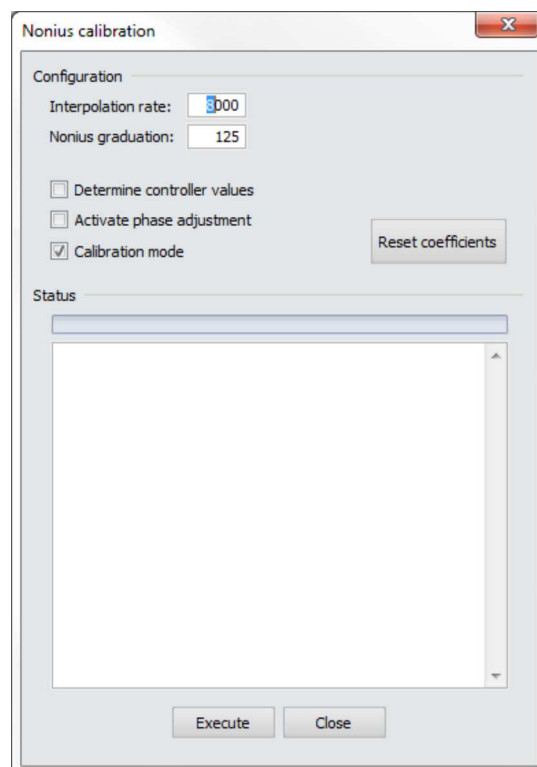 Nonius calibration
Configuration
Interpolation rate: 8000
Nonius graduation: 125
Determine controller values
Activate phase adjustment
Calibration mode
Reset coefficients
Status
Execute Close